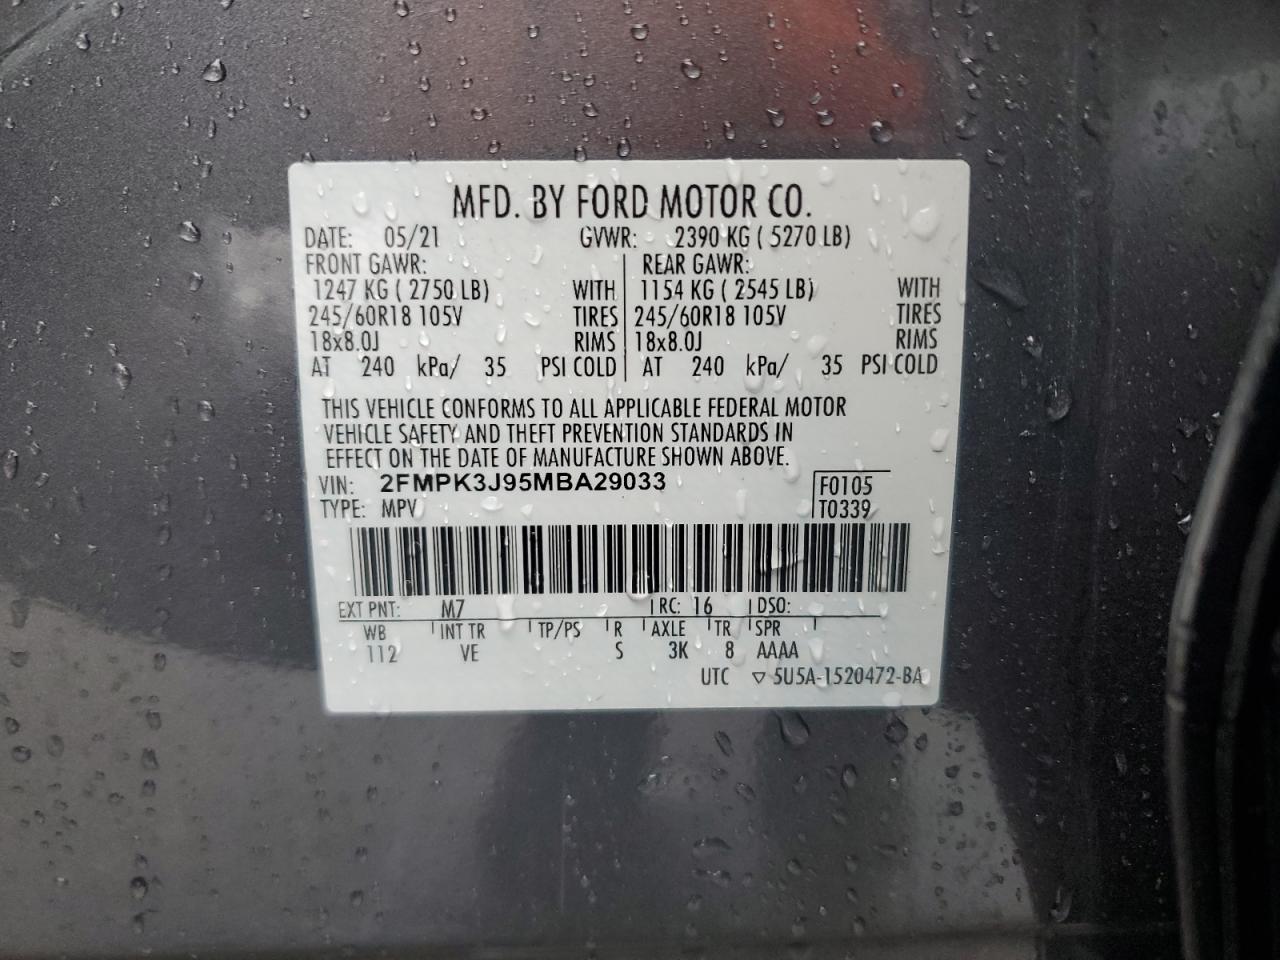 MFD. BY FORD MOTOR CO.
DATE: 05/21 GVWR: 2390 KG ( 5270 LB)
FRONT GAWR: REAR GAWR:
1247 KG ( 2750 LB) WITH 1154 KG ( 2545 LB) WITH
245/60R18 105V TIRES 245/60R18 105V TIRES
18x8.0J RIMS 18x8.0J RIMS
AT 240 kPa/ 35 PSI COLD AT 240 kPa/ 35 PSI COLD
THIS VEHICLE CONFORMS TO ALL APPLICABLE FEDERAL MOTOR
VEHICLE SAFETY AND THEFT PREVENTION STANDARDS IN
EFFECT ON THE DATE OF MANUFACTURE SHOWN ABOVE.
VIN: 2FMPK3J95MBA29033 F0105
TYPE: MPV T0339
EXT PNT: M7 RC: 16 DSO:
WB INT TR TP/PS R AXLE TR SPR
112 VE S 3K 8 AAAA
UTC ▽ 5U5A-1520472-BA